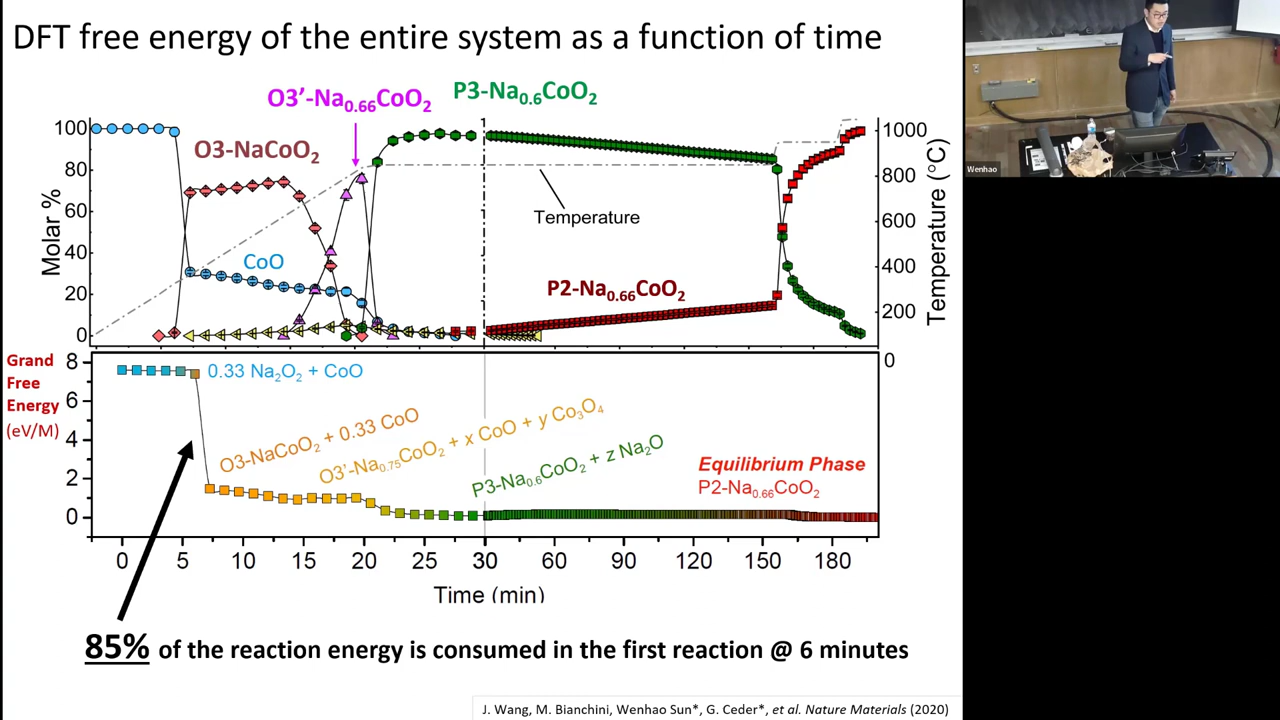 DFT free energy of the entire system as a function of time
O3’-Na0.66CoO2
P3-Na0.6CoO2
O3-NaCoO2
CoO
Temperature
P2-Na0.66CoO2
Molar %
100
80
60
40
20
0
Temperature (°C)
1000
800
600
400
200
0
Grand
Free
Energy
(eV/M)
8
6
4
2
0
0.33 Na2O2 + CoO
O3-NaCoO2 + 0.33 CoO
O3’-Na0.75CoO2 + x CoO + y Co3O4
P3-Na0.6CoO2 + z Na2O
Equilibrium Phase
P2-Na0.66CoO2
0 5 10 15 20 25 30 60 90 120 150 180
Time (min)
85% of the reaction energy is consumed in the first reaction @ 6 minutes
J. Wang, M. Bianchini, Wenhao Sun*, G. Ceder*, et al. Nature Materials (2020)
Wenhao